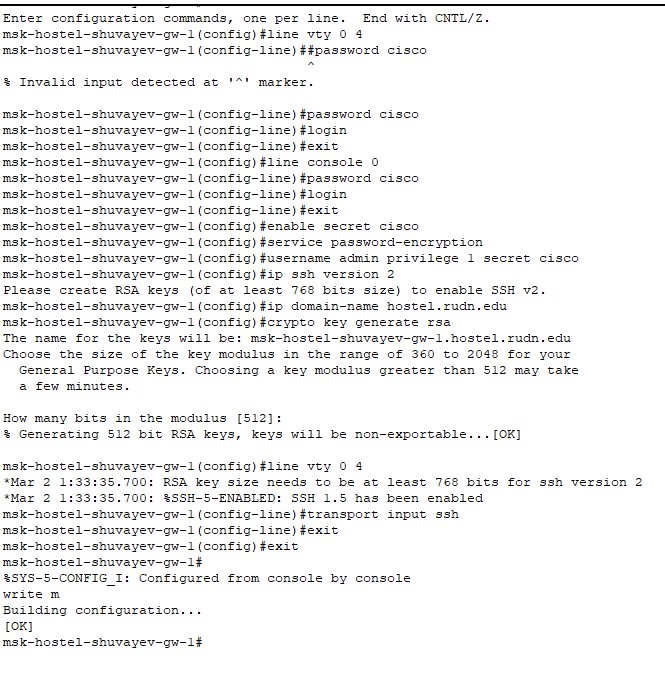 Enter configuration commands, one per line.  End with CNTL/Z.
msk-hostel-shuvayev-gw-1(config)#line vty 0 4
msk-hostel-shuvayev-gw-1(config-line)##password cisco
^
% Invalid input detected at '^' marker.
msk-hostel-shuvayev-gw-1(config-line)#password cisco
msk-hostel-shuvayev-gw-1(config-line)#login
msk-hostel-shuvayev-gw-1(config-line)#exit
msk-hostel-shuvayev-gw-1(config)#line console 0
msk-hostel-shuvayev-gw-1(config-line)#password cisco
msk-hostel-shuvayev-gw-1(config-line)#login
msk-hostel-shuvayev-gw-1(config-line)#exit
msk-hostel-shuvayev-gw-1(config)#enable secret cisco
msk-hostel-shuvayev-gw-1(config)#service password-encryption
msk-hostel-shuvayev-gw-1(config)#username admin privilege 1 secret cisco
msk-hostel-shuvayev-gw-1(config)#ip ssh version 2
Please create RSA keys (of at least 768 bits size) to enable SSH v2.
msk-hostel-shuvayev-gw-1(config)#ip domain-name hostel.rudn.edu
msk-hostel-shuvayev-gw-1(config)#crypto key generate rsa
The name for the keys will be: msk-hostel-shuvayev-gw-1.hostel.rudn.edu
Choose the size of the key modulus in the range of 360 to 2048 for your
General Purpose Keys. Choosing a key modulus greater than 512 may take
a few minutes.
How many bits in the modulus [512]:
% Generating 512 bit RSA keys, keys will be non-exportable...[OK]
msk-hostel-shuvayev-gw-1(config)#line vty 0 4
*Mar 2 1:33:35.700: RSA key size needs to be at least 768 bits for ssh version 2
*Mar 2 1:33:35.700: %SSH-5-ENABLED: SSH 1.5 has been enabled
msk-hostel-shuvayev-gw-1(config-line)#transport input ssh
msk-hostel-shuvayev-gw-1(config-line)#exit
msk-hostel-shuvayev-gw-1(config)#exit
msk-hostel-shuvayev-gw-1#
%SYS-5-CONFIG_I: Configured from console by console
write m
Building configuration...
[OK]
msk-hostel-shuvayev-gw-1#